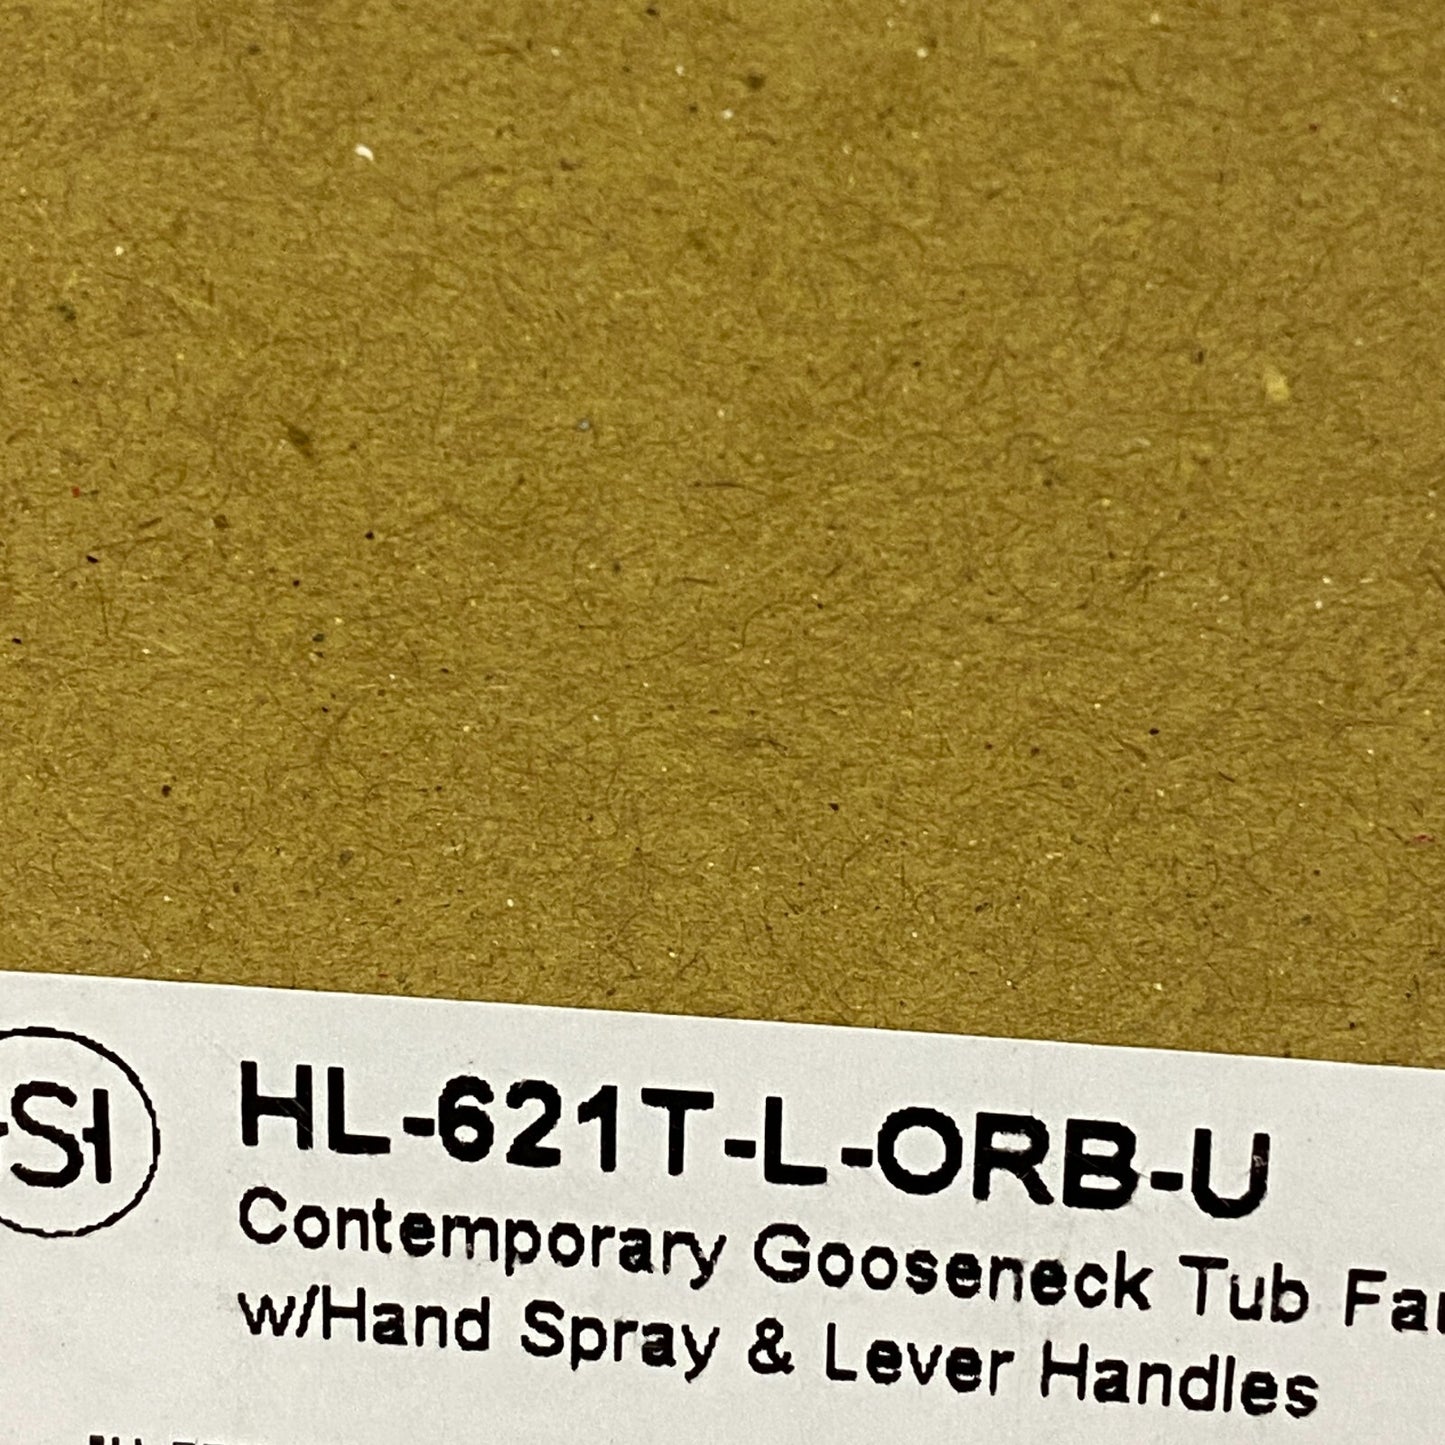 HL-621T-L-ORB-U
Contemporary Gooseneck Tub
w/Hand Spray & Lever Handles